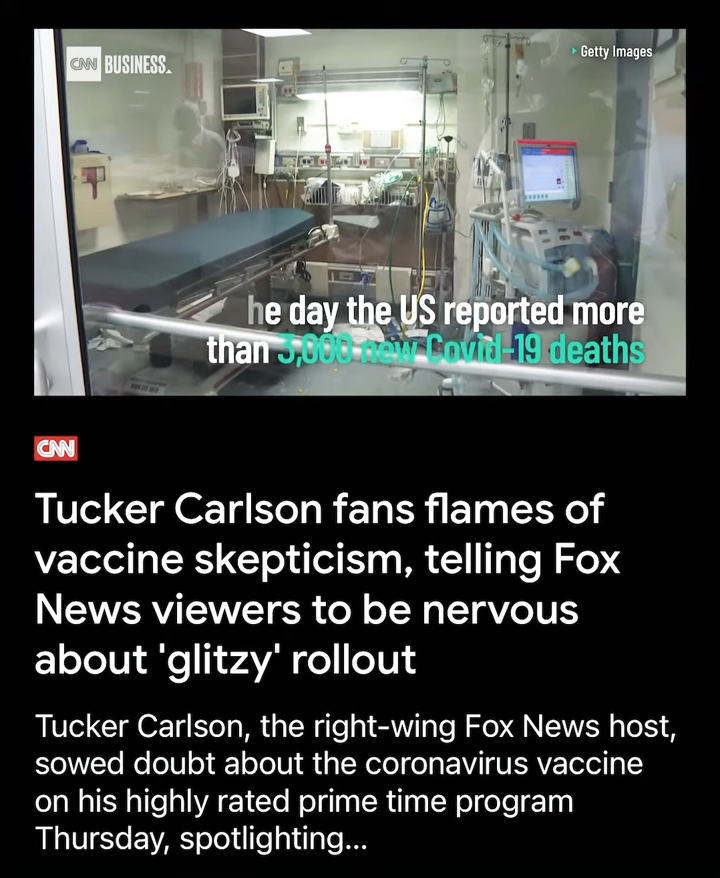 CNN BUSINESS
Getty Images
he day the US reported more
than 3,000 new Covid-19 deaths
CNN
Tucker Carlson fans flames of
vaccine skepticism, telling Fox
News viewers to be nervous
about 'glitzy' rollout
Tucker Carlson, the right-wing Fox News host,
sowed doubt about the coronavirus vaccine
on his highly rated prime time program
Thursday, spotlighting...